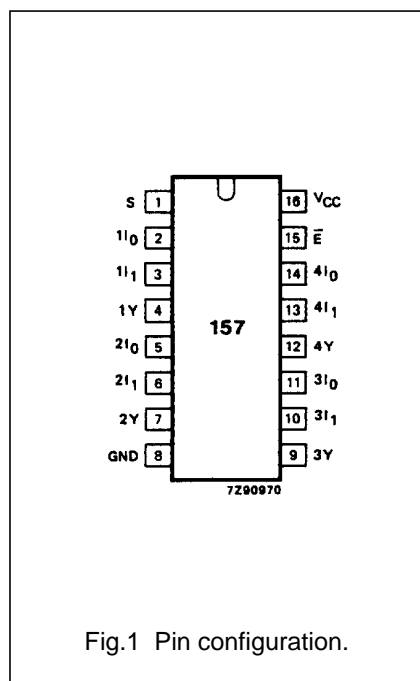 S 1 16 VCC
1I0 2 15 E̅
1I1 3 14 4I0
1Y 4 13 4I1
157
2I0 5 12 4Y
2I1 6 11 3I0
2Y 7 10 3I1
GND 8 9 3Y
7Z90970
Fig.1 Pin configuration.